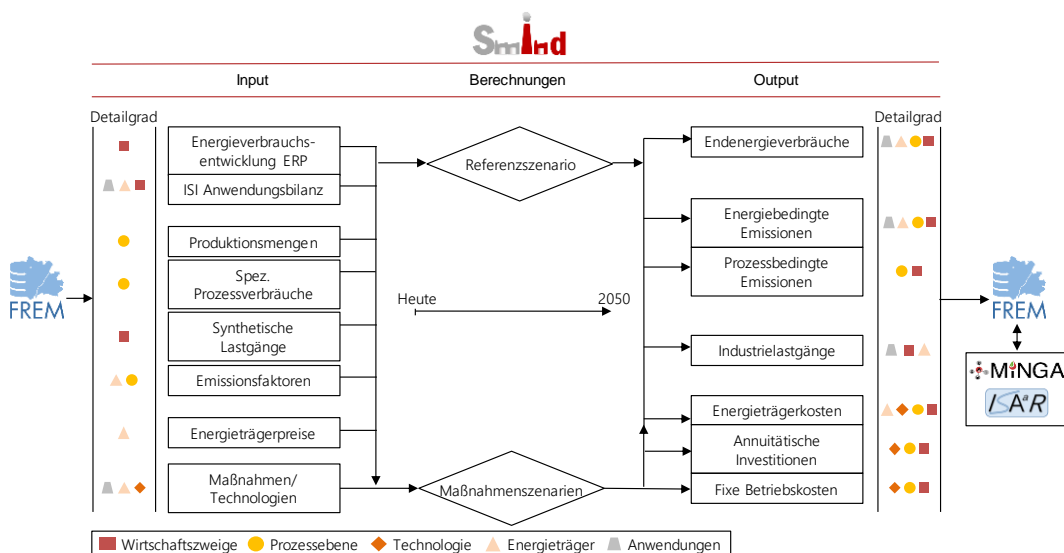 SmInd
Input
Berechnungen
Output
Detailgrad
Detailgrad
Energieverbrauchs-
entwicklung ERP
ISI Anwendungsbilanz
Produktionsmengen
Spez.
Prozessverbräuche
Synthetische
Lastgänge
Emissionsfaktoren
Energieträgerpreise
Maßnahmen/
Technologien
FREM
Referenzszenario
Heute
2050
Maßnahmenszenarien
Endenergieverbräuche
Energiebedingte
Emissionen
Prozessbedingte
Emissionen
Industrielastgänge
Energieträgerkosten
Annuitätische
Investitionen
Fixe Betriebskosten
FREM
MINGA
ISAaR
Wirtschaftszweige
Prozessebene
Technologie
Energieträger
Anwendungen